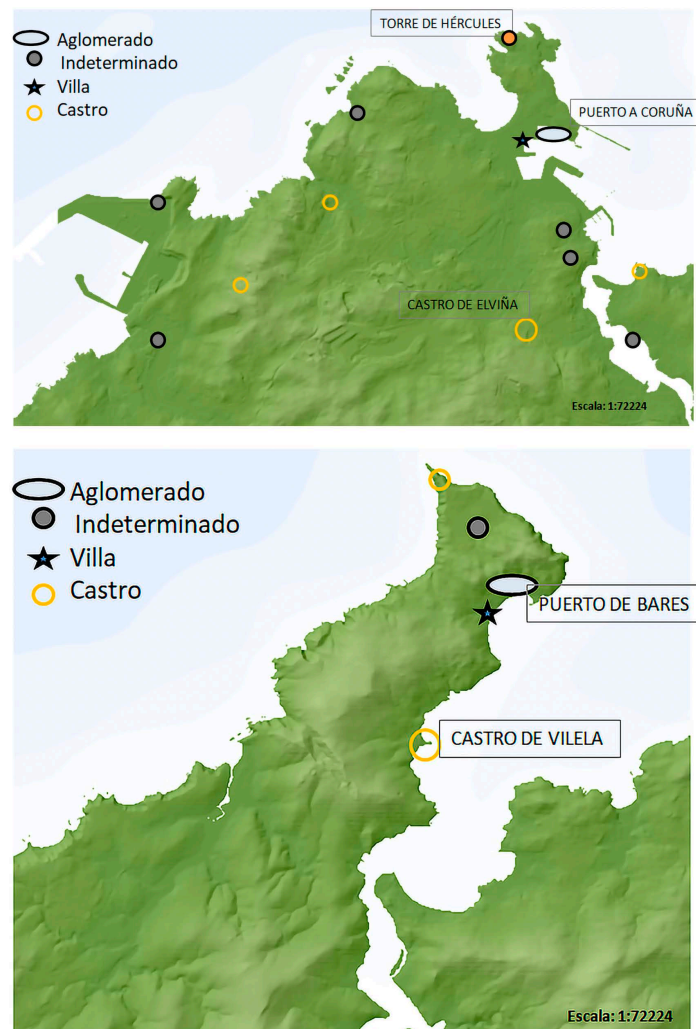 TORRE DE HÉRCULES
Aglomerado
Indeterminado
Villa
Castro
PUERTO A CORUÑA
CASTRO DE ELVIÑA
Escala: 1:72224
Aglomerado
Indeterminado
Villa
Castro
PUERTO DE BARES
CASTRO DE VILELA
Escala: 1:72224